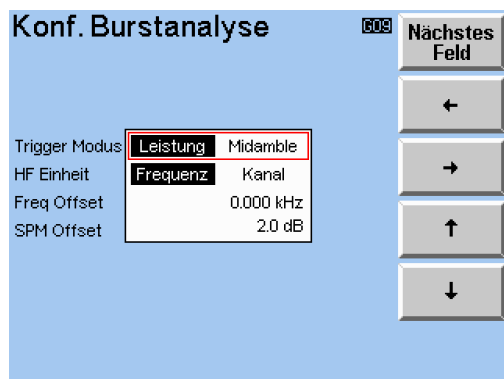 Konf. Burstanalyse G09
Nächstes
Feld
←
→
Trigger Modus Leistung Midamble
HF Einheit Frequenz Kanal
Freq Offset 0.000 kHz
SPM Offset 2.0 dB
↑
↓